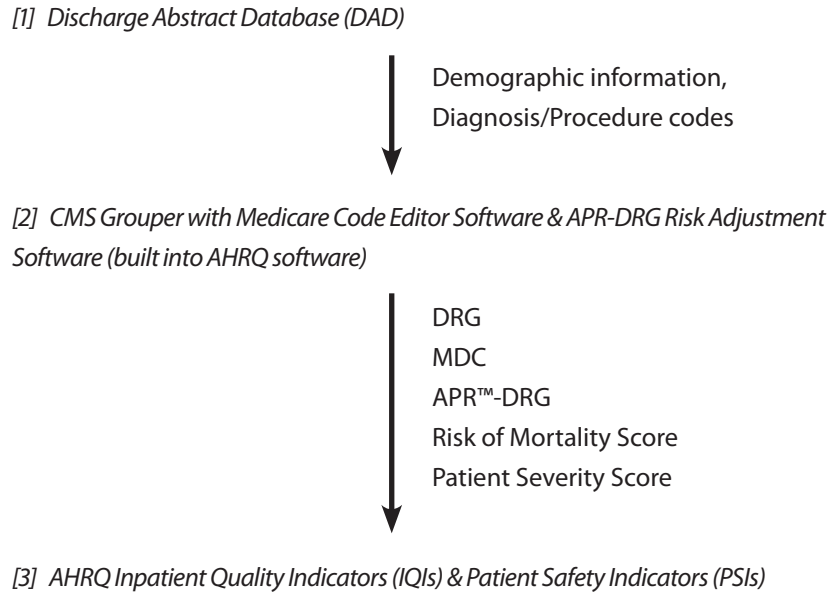 [1] Discharge Abstract Database (DAD)
Demographic information,
Diagnosis/Procedure codes
[2] CMS Grouper with Medicare Code Editor Software & APR-DRG Risk Adjustment
Software (built into AHRQ software)
DRG
MDC
APR™-DRG
Risk of Mortality Score
Patient Severity Score
[3] AHRQ Inpatient Quality Indicators (IQIs) & Patient Safety Indicators (PSIs)